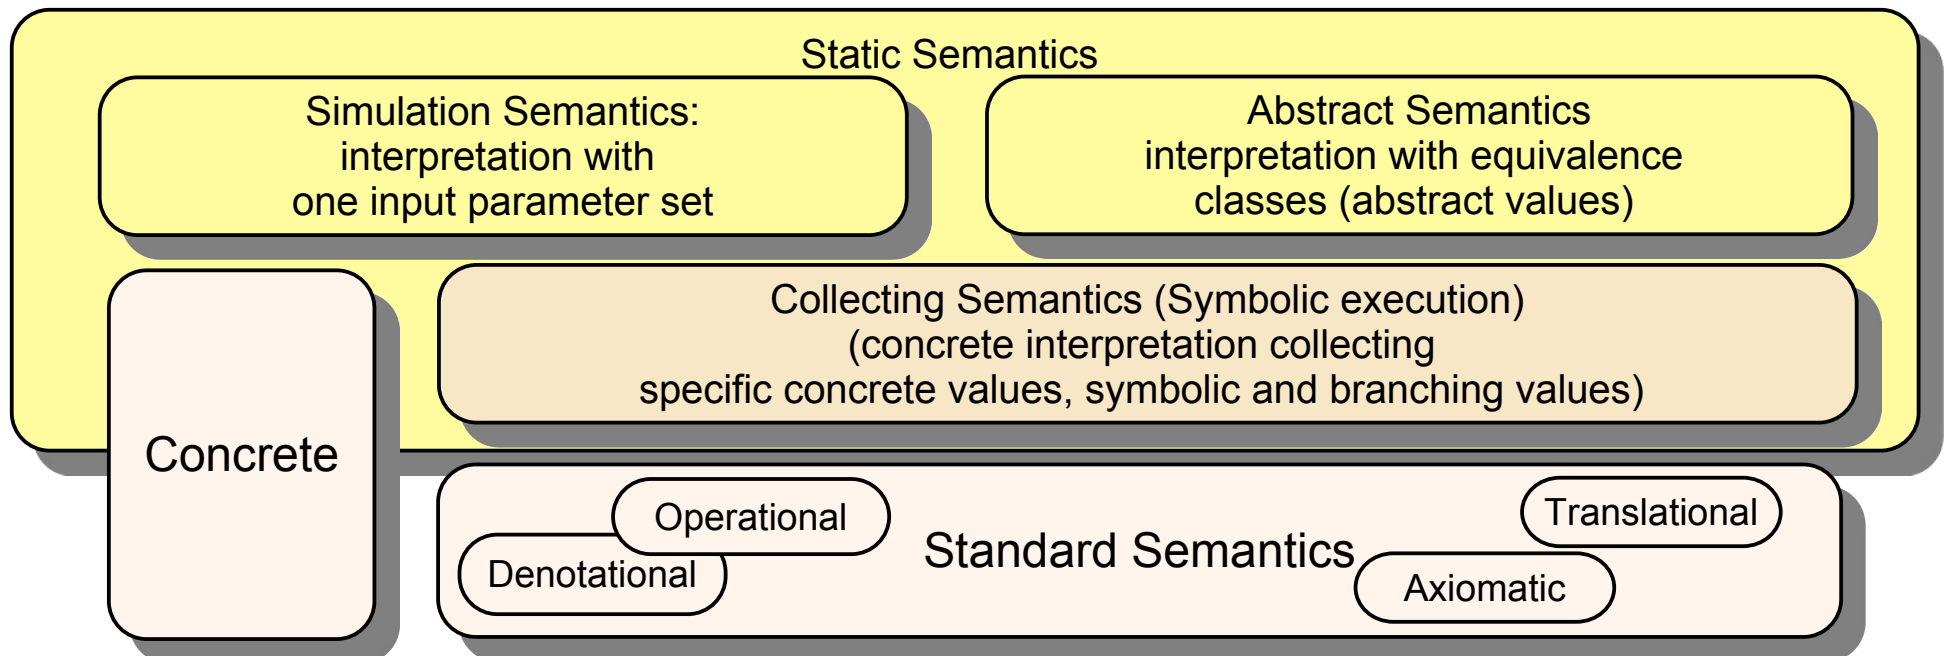 Static Semantics
Simulation Semantics:
interpretation with
one input parameter set
Abstract Semantics
interpretation with equivalence
classes (abstract values)
Collecting Semantics (Symbolic execution)
(concrete interpretation collecting
specific concrete values, symbolic and branching values)
Concrete
Operational
Denotational
Standard Semantics
Translational
Axiomatic